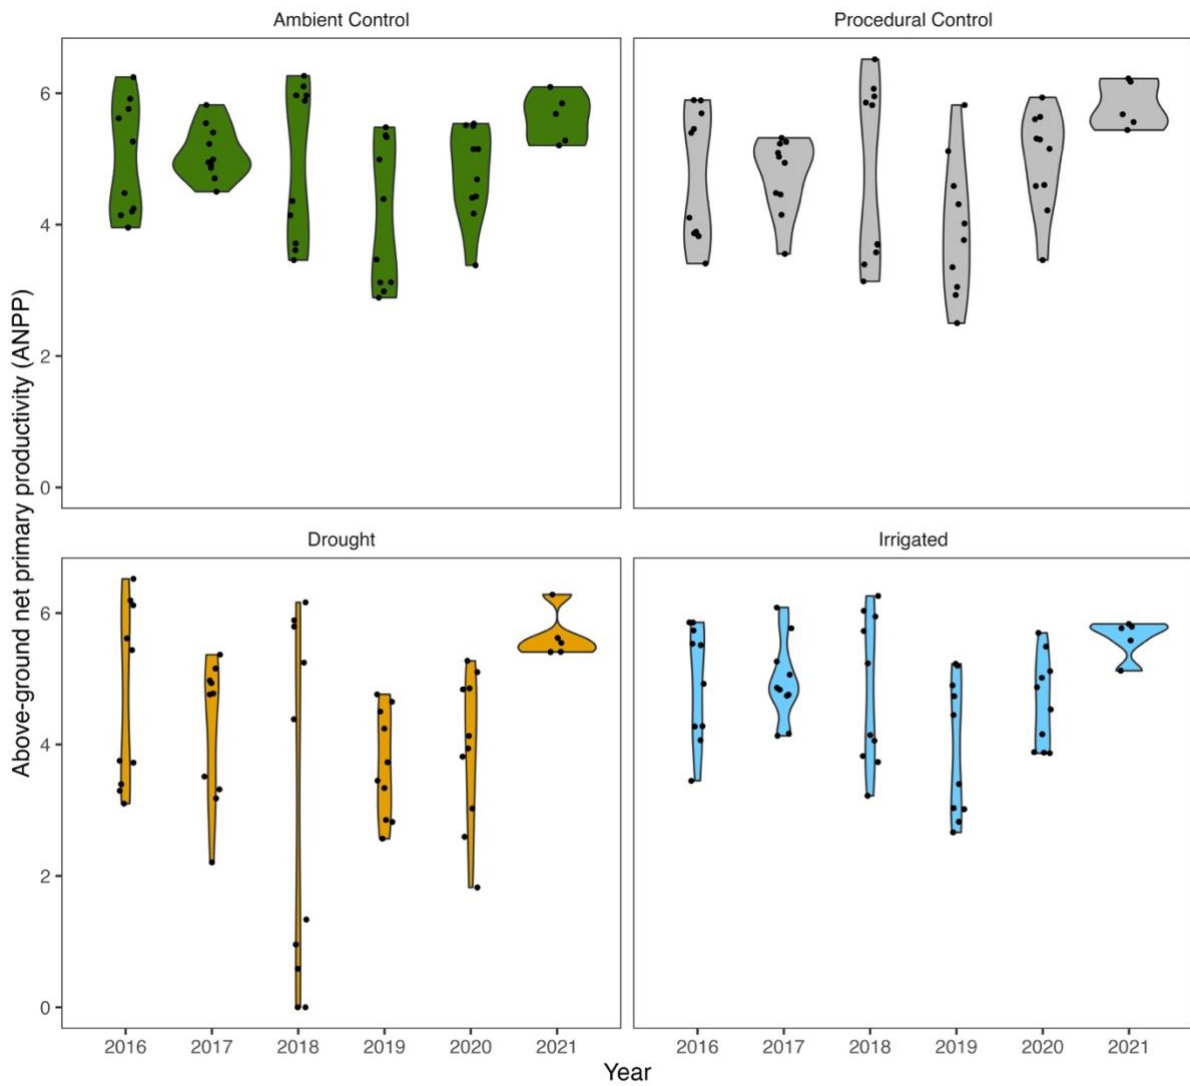 Ambient Control
Procedural Control
6
4
2
0
Drought
Irrigated
6
4
2
0
2016 2017 2018 2019 2020 2021
2016 2017 2018 2019 2020 2021
Year
Above-ground net primary productivity (ANPP)